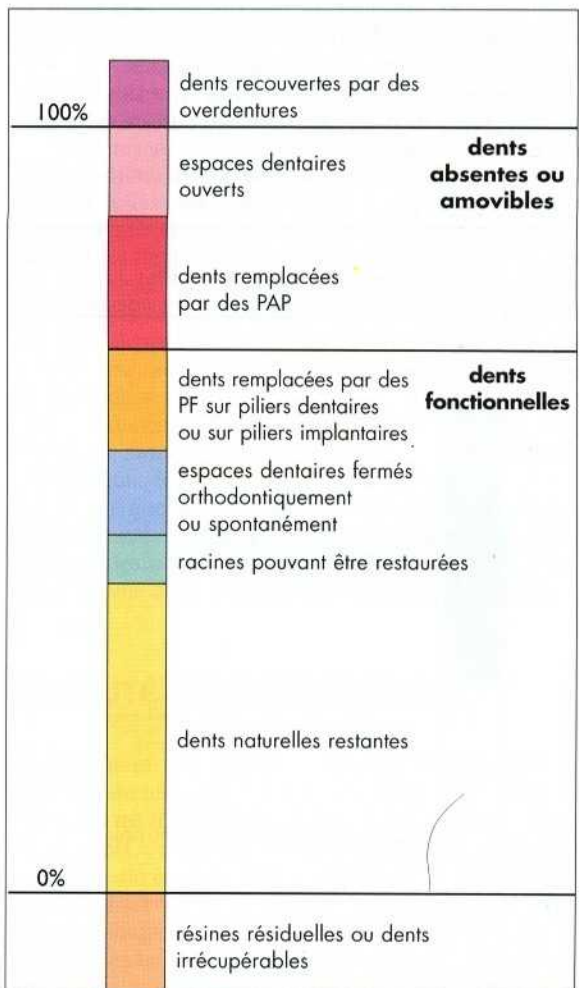 dents recouvertes par des
overdentures
100%
espaces dentaires
ouverts
dents
absentes ou
amovibles
dents remplacées
par des PAP
dents remplacées par des
PF sur piliers dentaires
ou sur piliers implantaires
dents
fonctionnelles
espaces dentaires fermés
orthodontiquement
ou spontanément
racines pouvant être restaurées
dents naturelles restantes
0%
résines résiduelles ou dents
irrécupérables